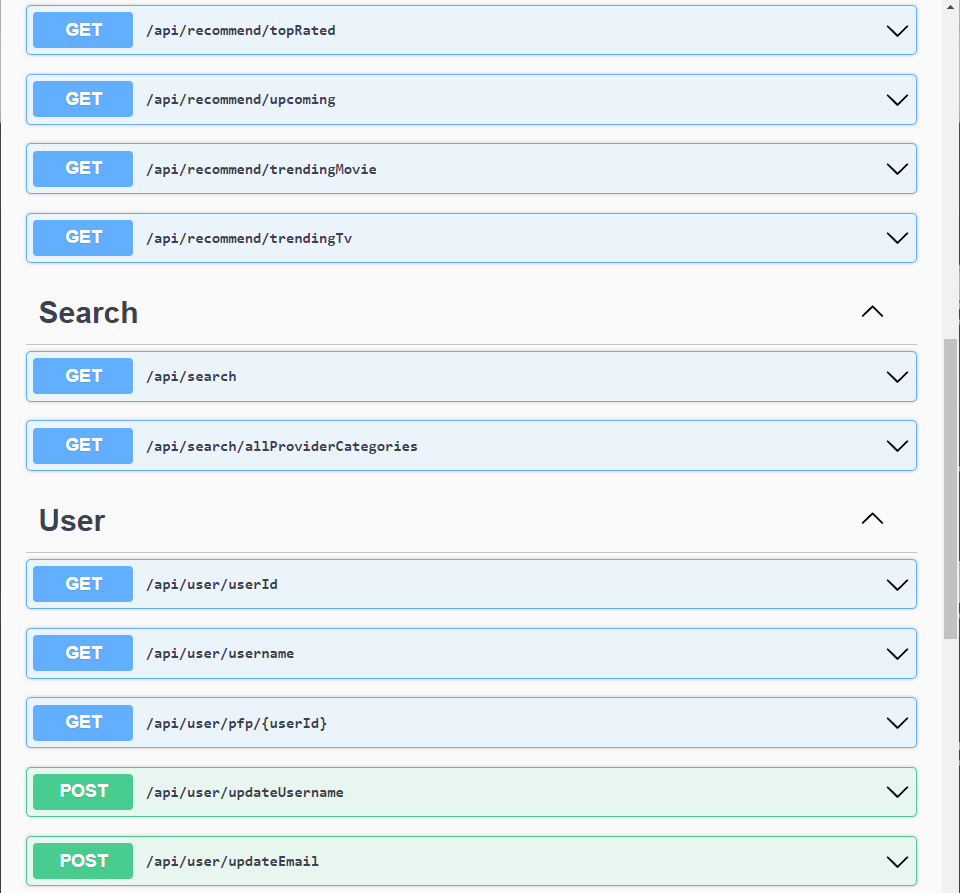 GET /api/recommend/topRated
GET /api/recommend/upcoming
GET /api/recommend/trendingMovie
GET /api/recommend/trendingTv
Search
GET /api/search
GET /api/search/allProviderCategories
User
GET /api/user/userId
GET /api/user/username
GET /api/user/pfp/{userId}
POST /api/user/updateUsername
POST /api/user/updateEmail